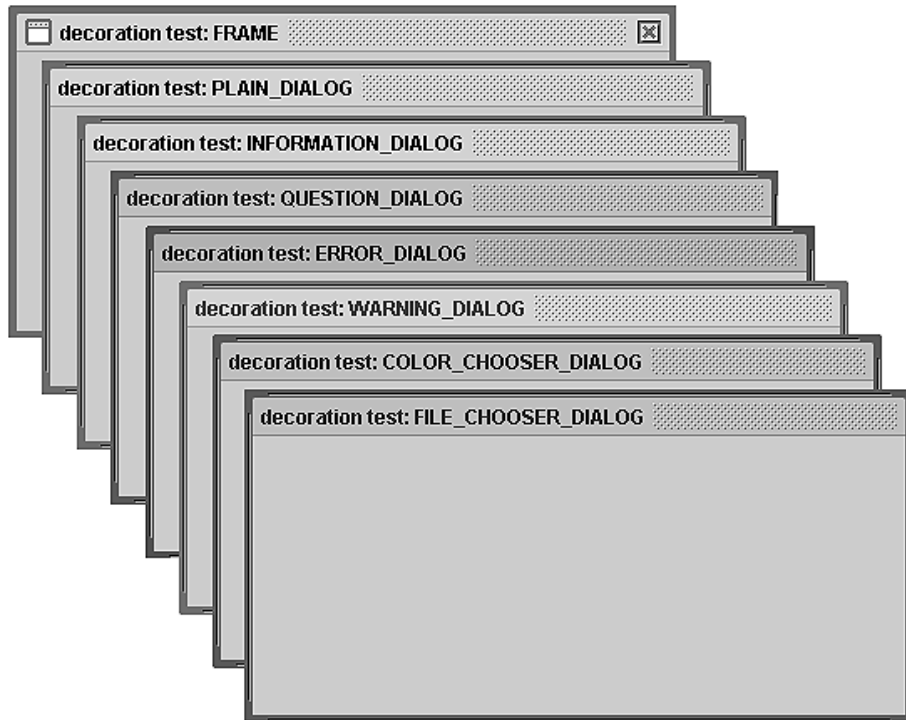 decoration test: FRAME
decoration test: PLAIN_DIALOG
decoration test: INFORMATION_DIALOG
decoration test: QUESTION_DIALOG
decoration test: ERROR_DIALOG
decoration test: WARNING_DIALOG
decoration test: COLOR_CHOOSER_DIALOG
decoration test: FILE_CHOOSER_DIALOG